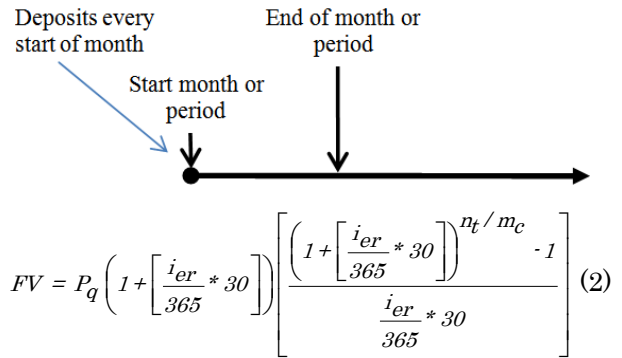 Deposits every
start of month
End of month or
period
Start month or
period
FV = P_q (1 + [i_er / 365 * 30]) [((1 + [i_er / 365 * 30])^(n_t / m_c) - 1) / (i_er / 365 * 30)] (2)